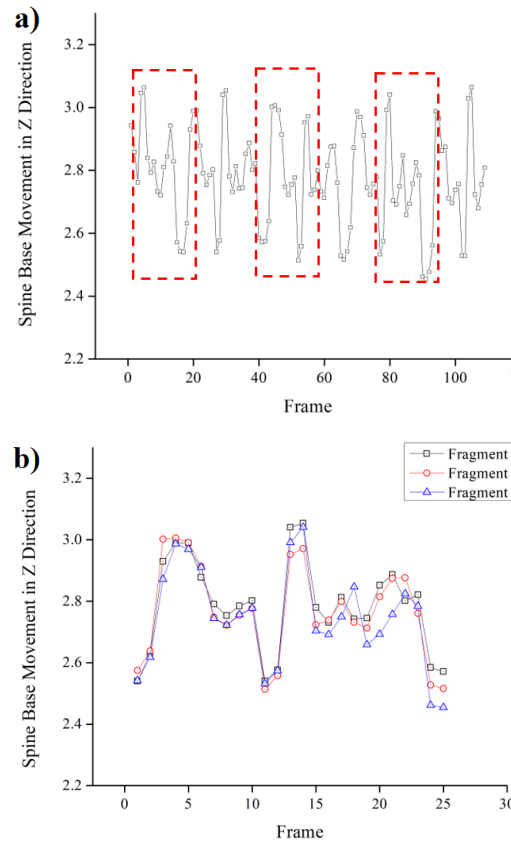 a)
3.2
3.0
2.8
2.6
2.4
2.2
0
20
40
60
80
100
Frame
Spine Base Movement in Z Direction
b)
Fragment
Fragment
Fragment
3.2
3.0
2.8
2.6
2.4
2.2
0
5
10
15
20
25
30
Frame
Spine Base Movement in Z Direction